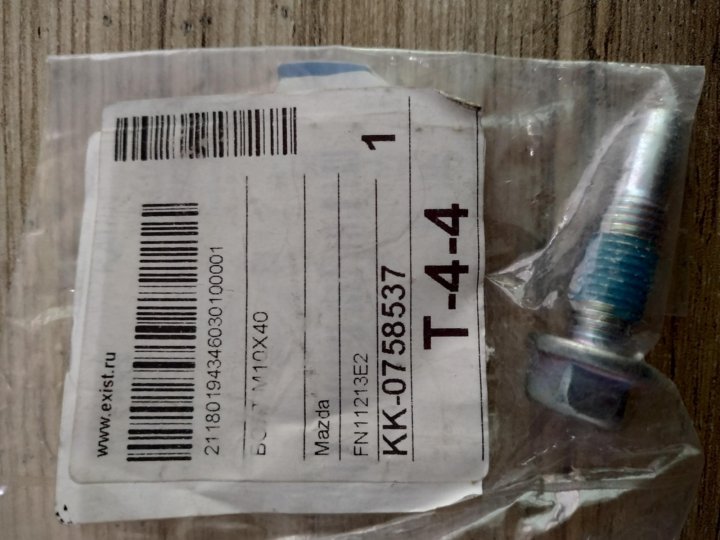 www.exist.ru
21180194346030100001
M10X40
Mazda
FN11213E2
1
KK-0758537
T-4-4